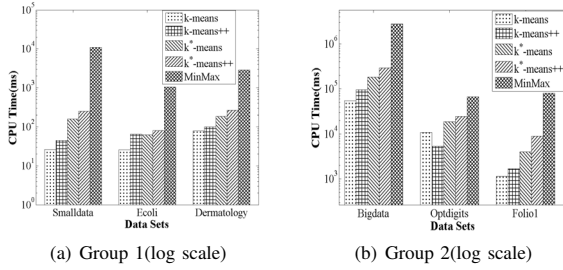 10^5
10^4
10^3
10^2
10^1
10^0
CPU Time(ms)
k-means
k-means++
k*-means
k*-means++
MinMax
Smalldata Ecoli Dermatology
Data Sets
(a) Group 1(log scale)
10^6
10^5
10^4
10^3
CPU Time(ms)
k-means
k-means++
k*-means
k*-means++
MinMax
Bigdata Optdigits Folio1
Data Sets
(b) Group 2(log scale)